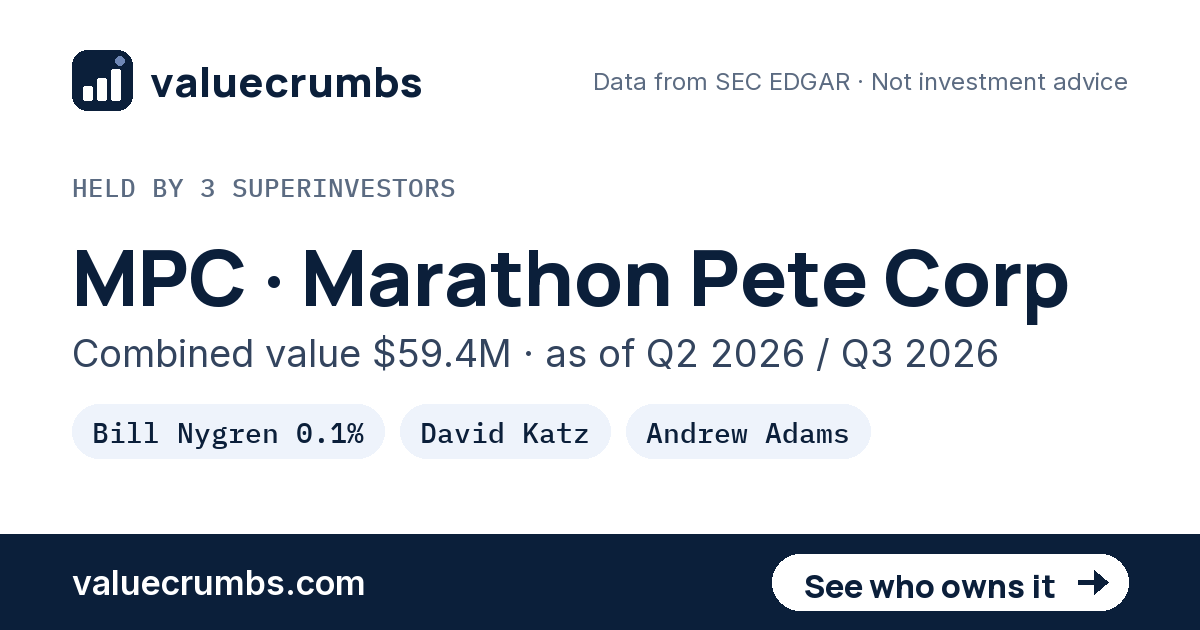 valuecrumbs
Data from SEC EDGAR · Not investment advice
HELD BY 3 SUPERINVESTORS
MPC · Marathon Pete Corp
Combined value $59.4M · as of Q2 2026 / Q3 2026
Bill Nygren 0.1% David Katz Andrew Adams
valuecrumbs.com
See who owns it →